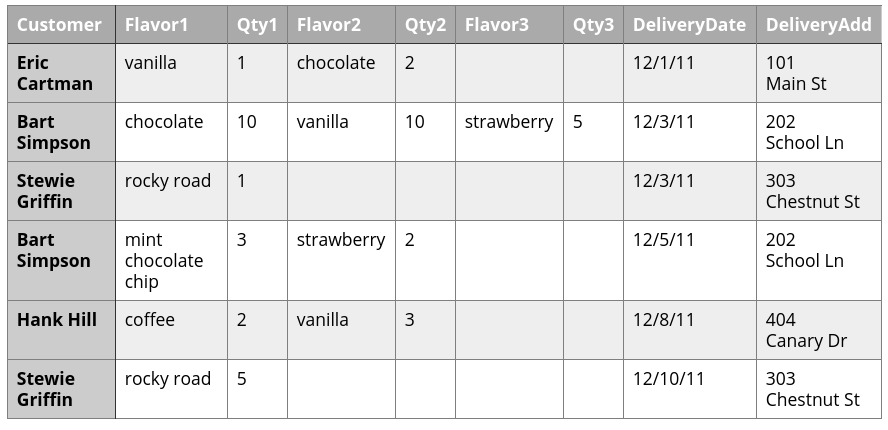 Customer Flavor1 Qty1 Flavor2 Qty2 Flavor3 Qty3 DeliveryDate DeliveryAdd
Eric vanilla 1 chocolate 2 12/1/11 101
Cartman Main St
Bart chocolate 10 vanilla 10 strawberry 5 12/3/11 202
Simpson School Ln
Stewie rocky road 1 12/3/11 303
Griffin Chestnut St
Bart mint 3 strawberry 2 12/5/11 202
Simpson chocolate School Ln
chip
Hank Hill coffee 2 vanilla 3 12/8/11 404
Canary Dr
Stewie rocky road 5 12/10/11 303
Griffin Chestnut St